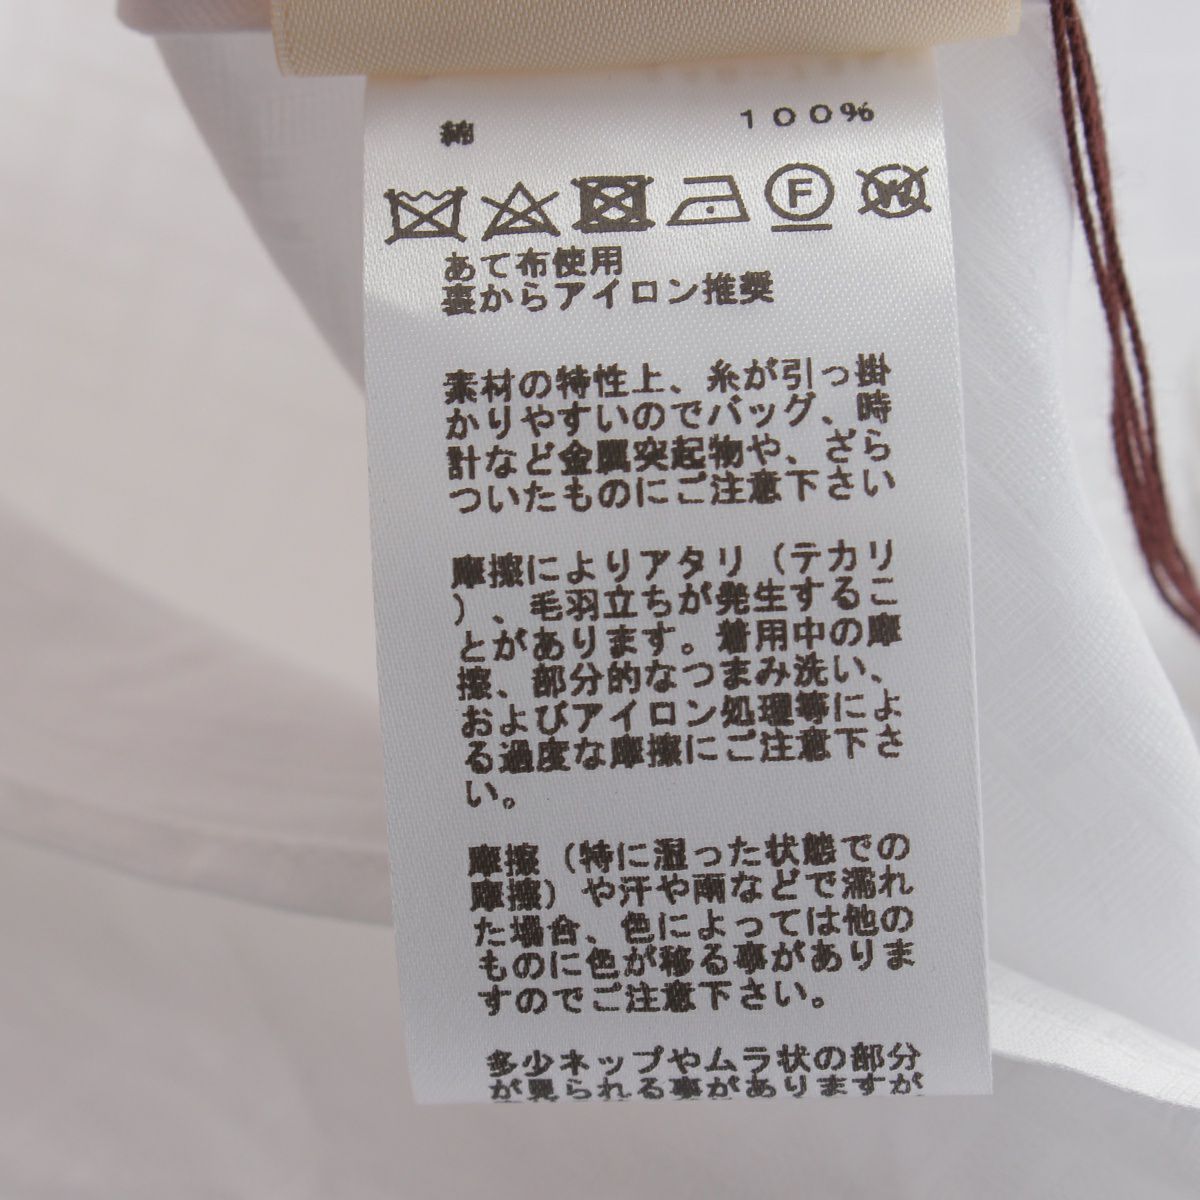 綿 100%
F W
あて布使用
裏からアイロン推奨
素材の特性上、糸が引っ掛
かりやすいのでバッグ、時
計など金属突起物や、ざら
ついたものにご注意下さい
摩擦によりアタリ（テカリ
）、毛羽立ちが発生するこ
とがあります。着用中の摩
擦、部分的なつまみ洗い、
およびアイロン処理等によ
る過度な摩擦にご注意下さ
い。
摩擦（特に湿った状態での
摩擦）や汗や雨などで濡れ
た場合、色によっては他の
ものに色が移る事がありま
すのでご注意下さい。
多少ネップやムラ状の部分
が見られる事がありますが